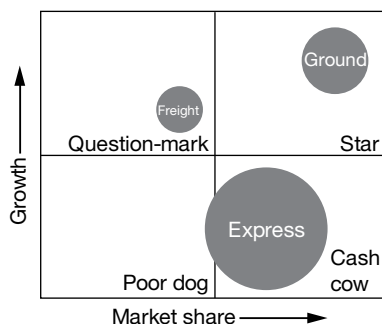 Ground
Freight
Question-mark
Star
Growth
Express
Poor dog
Cash
cow
Market share